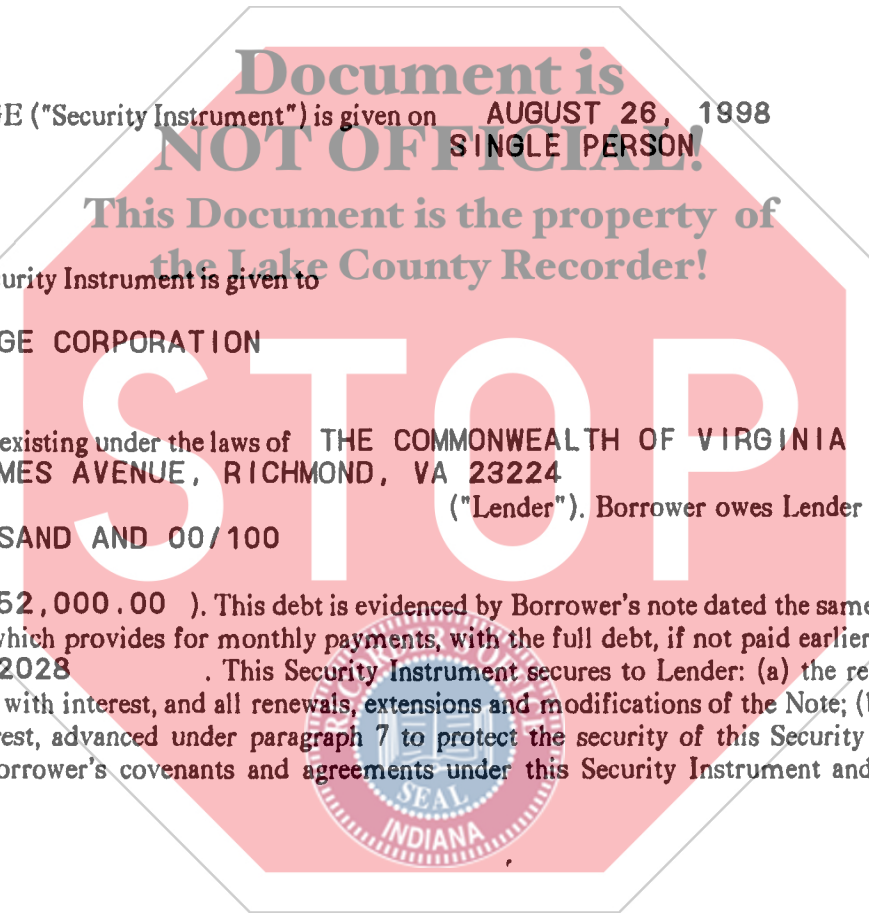 Document is
GE ("Security Instrument") is given on AUGUST 26, 1998
NOT OFFICIAL!
SINGLE PERSON
This Document is the property of
the Lake County Recorder!
urity Instrument is given to
GE CORPORATION
STOP
existing under the laws of THE COMMONWEALTH OF VIRGINIA
MES AVENUE, RICHMOND, VA 23224
("Lender"). Borrower owes Lender
SAND AND 00/100
52,000.00 ). This debt is evidenced by Borrower's note dated the same
which provides for monthly payments, with the full debt, if not paid earlier
2028 . This Security Instrument secures to Lender: (a) the re
with interest, and all renewals, extensions and modifications of the Note; (
rest, advanced under paragraph 7 to protect the security of this Security
orrower's covenants and agreements under this Security Instrument and
SEAL
INDIANA